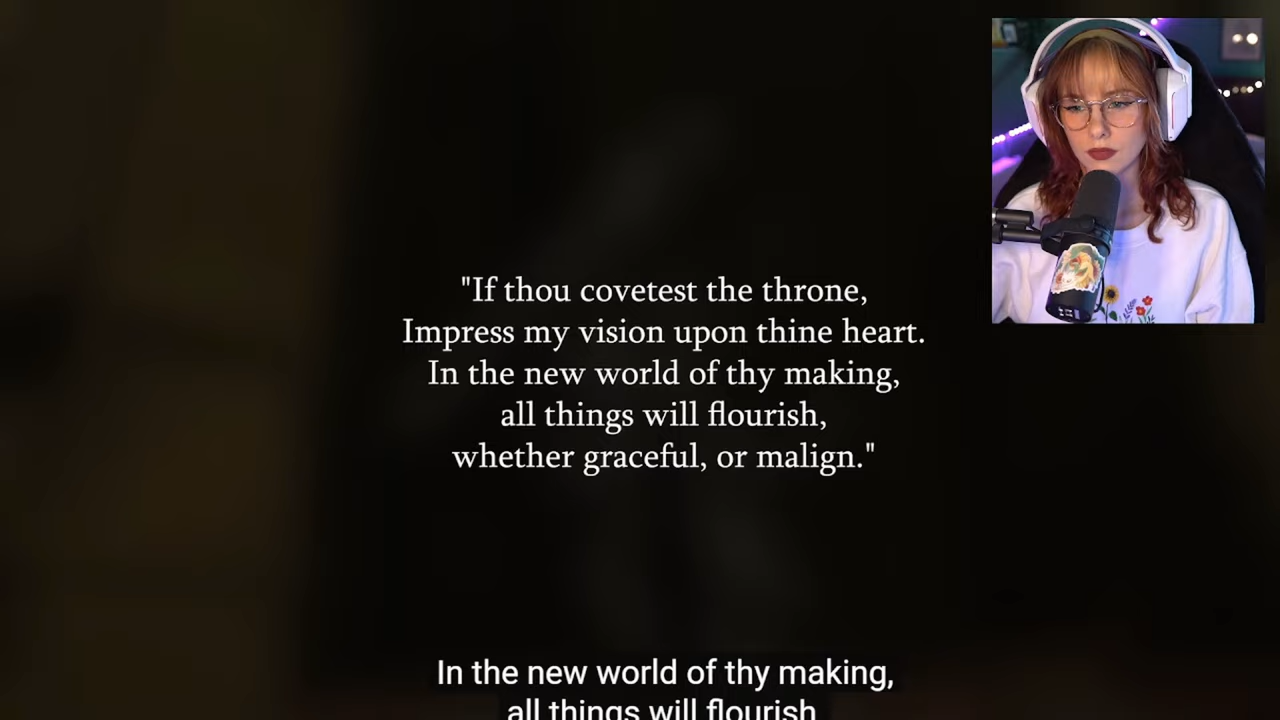 "If thou covetest the throne,
Impress my vision upon thine heart.
In the new world of thy making,
all things will flourish,
whether graceful, or malign."
In the new world of thy making,
all things will flourish